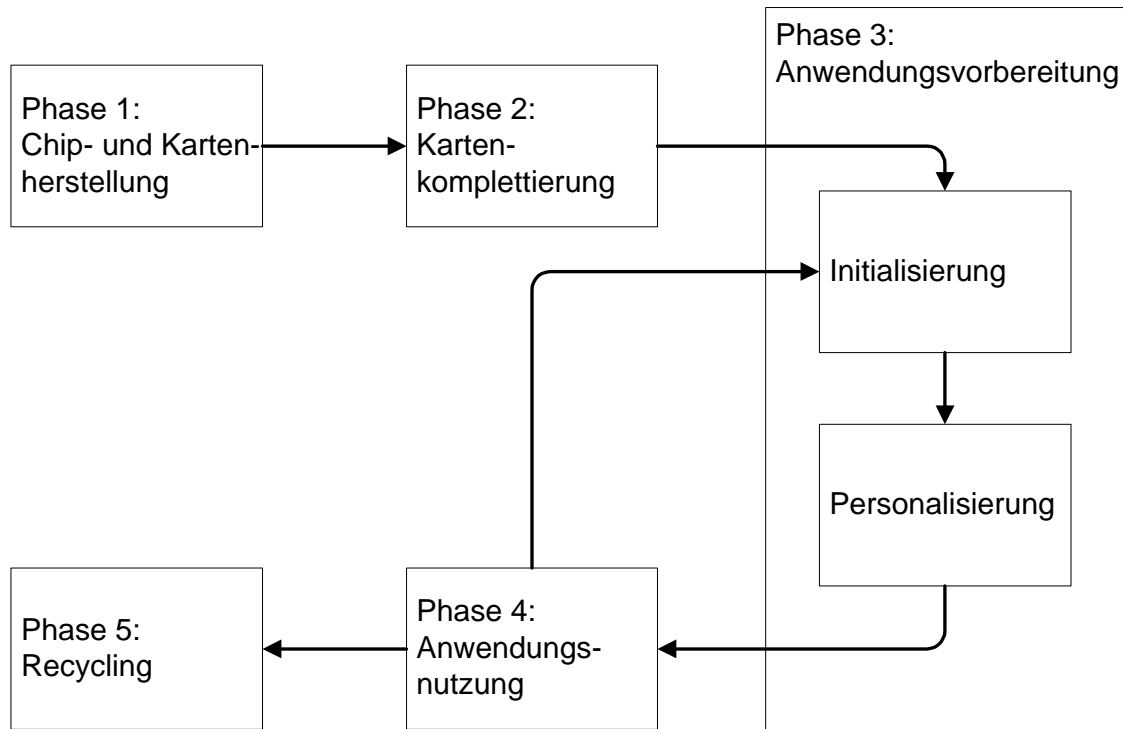 Phase 1:
Chip- und Karten-
herstellung
Phase 2:
Karten-
komplettierung
Phase 3:
Anwendungsvorbereitung
Initialisierung
Personalisierung
Phase 4:
Anwendungs-
nutzung
Phase 5:
Recycling